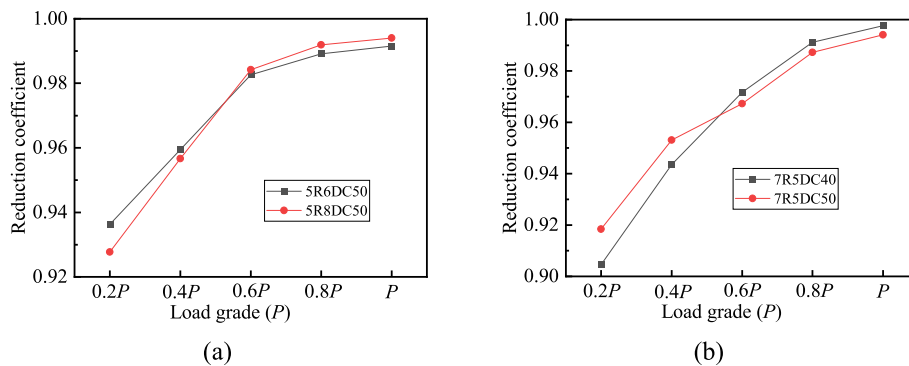 Reduction coefficient
1.00
0.98
0.96
0.94
0.92
5R6DC50
5R8DC50
0.2P 0.4P 0.6P 0.8P P
Load grade (P)
(a)
Reduction coefficient
1.00
0.98
0.96
0.94
0.92
0.90
7R5DC40
7R5DC50
0.2P 0.4P 0.6P 0.8P P
Load grade (P)
(b)